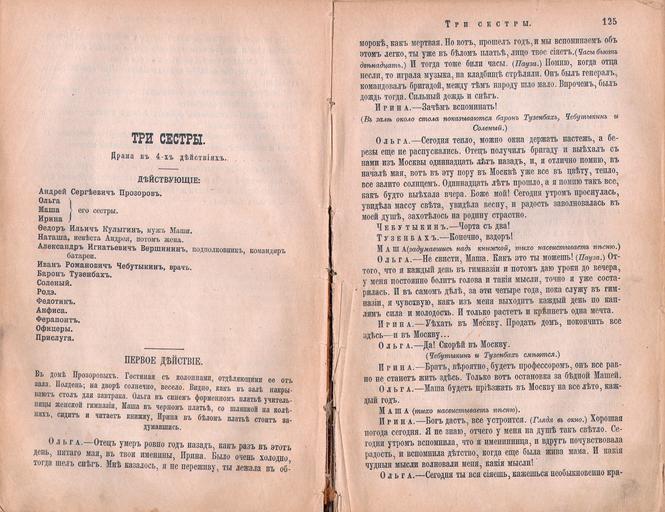 ТРИ СЕСТРЫ.
Драма въ 4-хъ дѣйствіяхъ.
ДѢЙСТВУЮЩІЕ:
Андрей Сергѣевичъ Прозоровъ.
Ольга
Маша } его сестры.
Ирина
Ѳедоръ Ильичъ Кулыгинъ, мужъ Маши.
Наташа, невѣста Андрея, потомъ жена.
Александръ Игнатьевичъ Вершининъ, подполковникъ, командиръ
батареи.
Иванъ Романовичъ Чебутыкинъ, врачъ.
Баронъ Тузенбахъ.
Соленый.
Родэ.
Федотикъ.
Анфиса.
Ферапонтъ.
Офицеры.
Прислуга.
ПЕРВОЕ ДѢЙСТВІЕ.
Въ домѣ Прозоровыхъ. Гостиная съ колоннами, отдѣляющими ее отъ
зала. Полдень; на дворѣ солнечно, весело. Видно, какъ въ залѣ накры-
ваютъ столъ для завтрака. Ольга въ синемъ форменномъ платьѣ учитель-
ницы женской гимназіи, Маша въ черномъ платьѣ, со шляпкой на колѣ-
няхъ, сидитъ и читаетъ книжку, Ирина въ бѣломъ платьѣ стоитъ за-
думавшись.
Ольга.—Отецъ умеръ ровно годъ назадъ, какъ разъ въ этотъ
день, пятаго мая, въ твои именины, Ирина. Было очень холодно,
тогда шелъ снѣгъ. Мнѣ казалось, я не переживу, ты лежала въ об-
ТРИ СЕСТРЫ. 125
морокѣ, какъ мертвая. Но вотъ, прошелъ годъ, и мы вспоминаемъ объ
этомъ легко, ты уже въ бѣломъ платьѣ, лицо твое сіяетъ. (Часы бьютъ
двѣнадцать.) И тогда тоже били часы. (Пауза.) Помню, когда отца
несли, то играла музыка, на кладбищѣ стрѣляли. Онъ былъ генералъ,
командовалъ бригадой, между тѣмъ народу шло мало. Впрочемъ, былъ
дождь тогда. Сильный дождь и снѣгъ.
Ирина.—Зачѣмъ вспоминать!
(Въ залѣ около стола показываются баронъ Тузенбахъ, Чебутыкинъ и
Соленый.)
Ольга.—Сегодня тепло, можно окна держать настежь, а бе-
резы еще не распускались. Отецъ получилъ бригаду и выѣхалъ съ
нами изъ Москвы одиннадцать лѣтъ назадъ, и, я отлично помню, въ
началѣ мая, вотъ въ эту пору въ Москвѣ уже все въ цвѣту, тепло,
все залито солнцемъ. Одиннадцать лѣтъ прошло, а я помню тамъ все,
какъ будто выѣхали вчера. Боже мой! Сегодня утромъ проснулась,
увидѣла массу свѣта, увидѣла весну, и радость заволновалась въ
моей душѣ, захотѣлось на родину страстно.
Чебутыкинъ.—Чорта съ два!
Тузенбахъ.—Конечно, вздоръ!
Маша (задумавшись надъ книжкой, тихо насвистываетъ пѣсню.)
Ольга.—Не свисти, Маша. Какъ это ты можешь! (Пауза.) От-
того, что я каждый день въ гимназіи и потомъ даю уроки до вечера,
у меня постоянно болитъ голова и такія мысли, точно я уже соста-
рилась. И въ самомъ дѣлѣ, за эти четыре года, пока служу въ гим-
назіи, я чувствую, какъ изъ меня выходятъ каждый день по кап-
лямъ силы и молодость. И только растетъ и крѣпнетъ одна мечта.
Ирина.—Уѣхать въ Москву. Продать домъ, покончить все
здѣсь—и въ Москву...
Ольга.—Да! Скорѣй въ Москву.
(Чебутыкинъ и Тузенбахъ смѣются.)
Ирина.—Братъ, вѣроятно, будетъ профессоромъ, онъ все рав-
но не станетъ жить здѣсь. Только вотъ остановка за бѣдной Машей.
Ольга.—Маша будетъ пріѣзжать въ Москву на все лѣто, каж-
дый годъ.
Маша (тихо насвистываетъ пѣсню).
Ирина.—Богъ дастъ, все устроится. (Глядя въ окно.) Хорошая
погода сегодня. Я не знаю, отчего у меня на душѣ такъ свѣтло. Се-
годня утромъ вспомнила, что я именинница, и вдругъ почувствовала
радость, и вспомнила дѣтство, когда еще была жива мама. И какія
чудныя мысли волновали меня, какія мысли!
Ольга.—Сегодня ты вся сіяешь, кажешься необыкновенно кра-